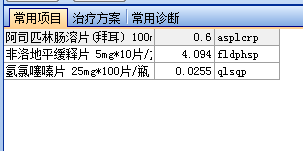 常用项目 治疗方案 常用诊断
阿司匹林肠溶片(拜耳) 100m 0.6 asplcrp
非洛地平缓释片 5mg*10片/ 4.094 fldphsp
氢氯噻嗪片 25mg*100片/瓶 0.0255 qlsqp